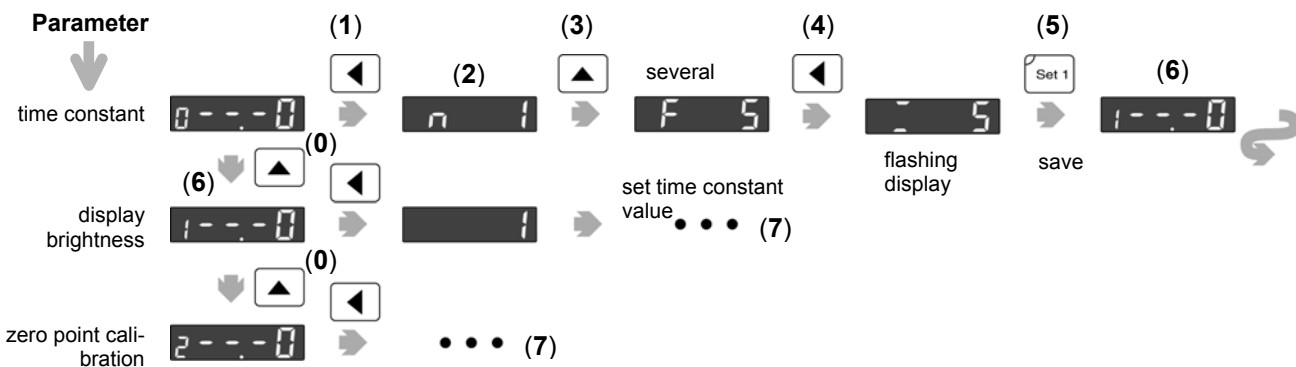 Parameter (1) (3) (4) (5)
(2) several Set 1 (6)
time constant 0--.-0 n 1 F 5 5 1--.-0
(0)
(6) flashing display save
set time constant value
display brightness 1--.-0 1 • • • (7)
(0)
zero point cali-
bration 2--.-0 • • • (7)